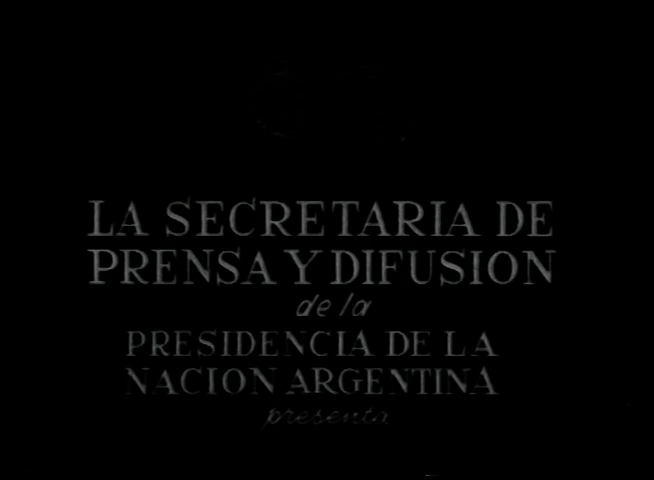 LA SECRETARIA DE
PRENSA Y DIFUSION
de la
PRESIDENCIA DE LA
NACION ARGENTINA
presenta